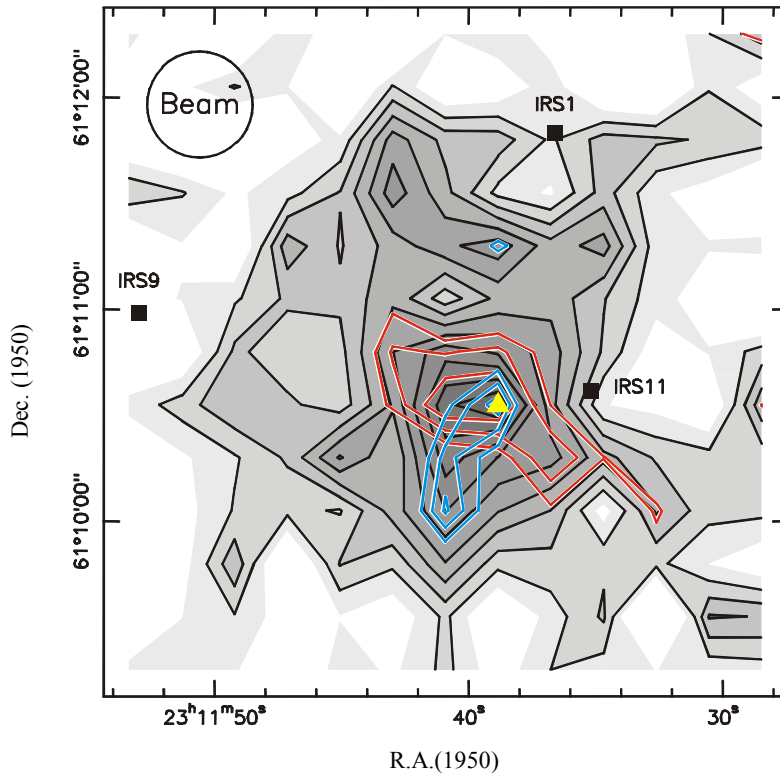 61°12'00"
Beam
IRS1
61°11'00"
IRS9
IRS11
Dec. (1950)
61°10'00"
23ʰ11ᵐ50ˢ
40ˢ
30ˢ
R.A.(1950)